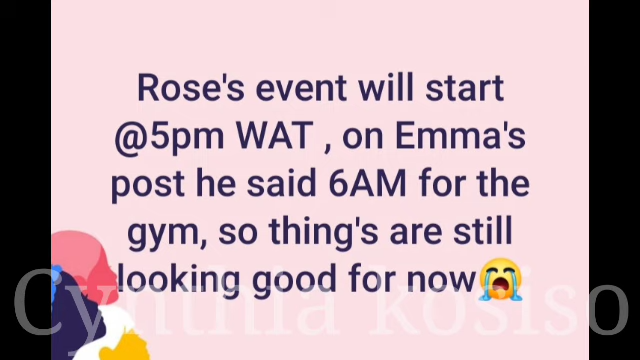 Rose's event will start
@5pm WAT , on Emma's
post he said 6AM for the
gym, so thing's are still
looking good for now😭
Cynthia kosiso